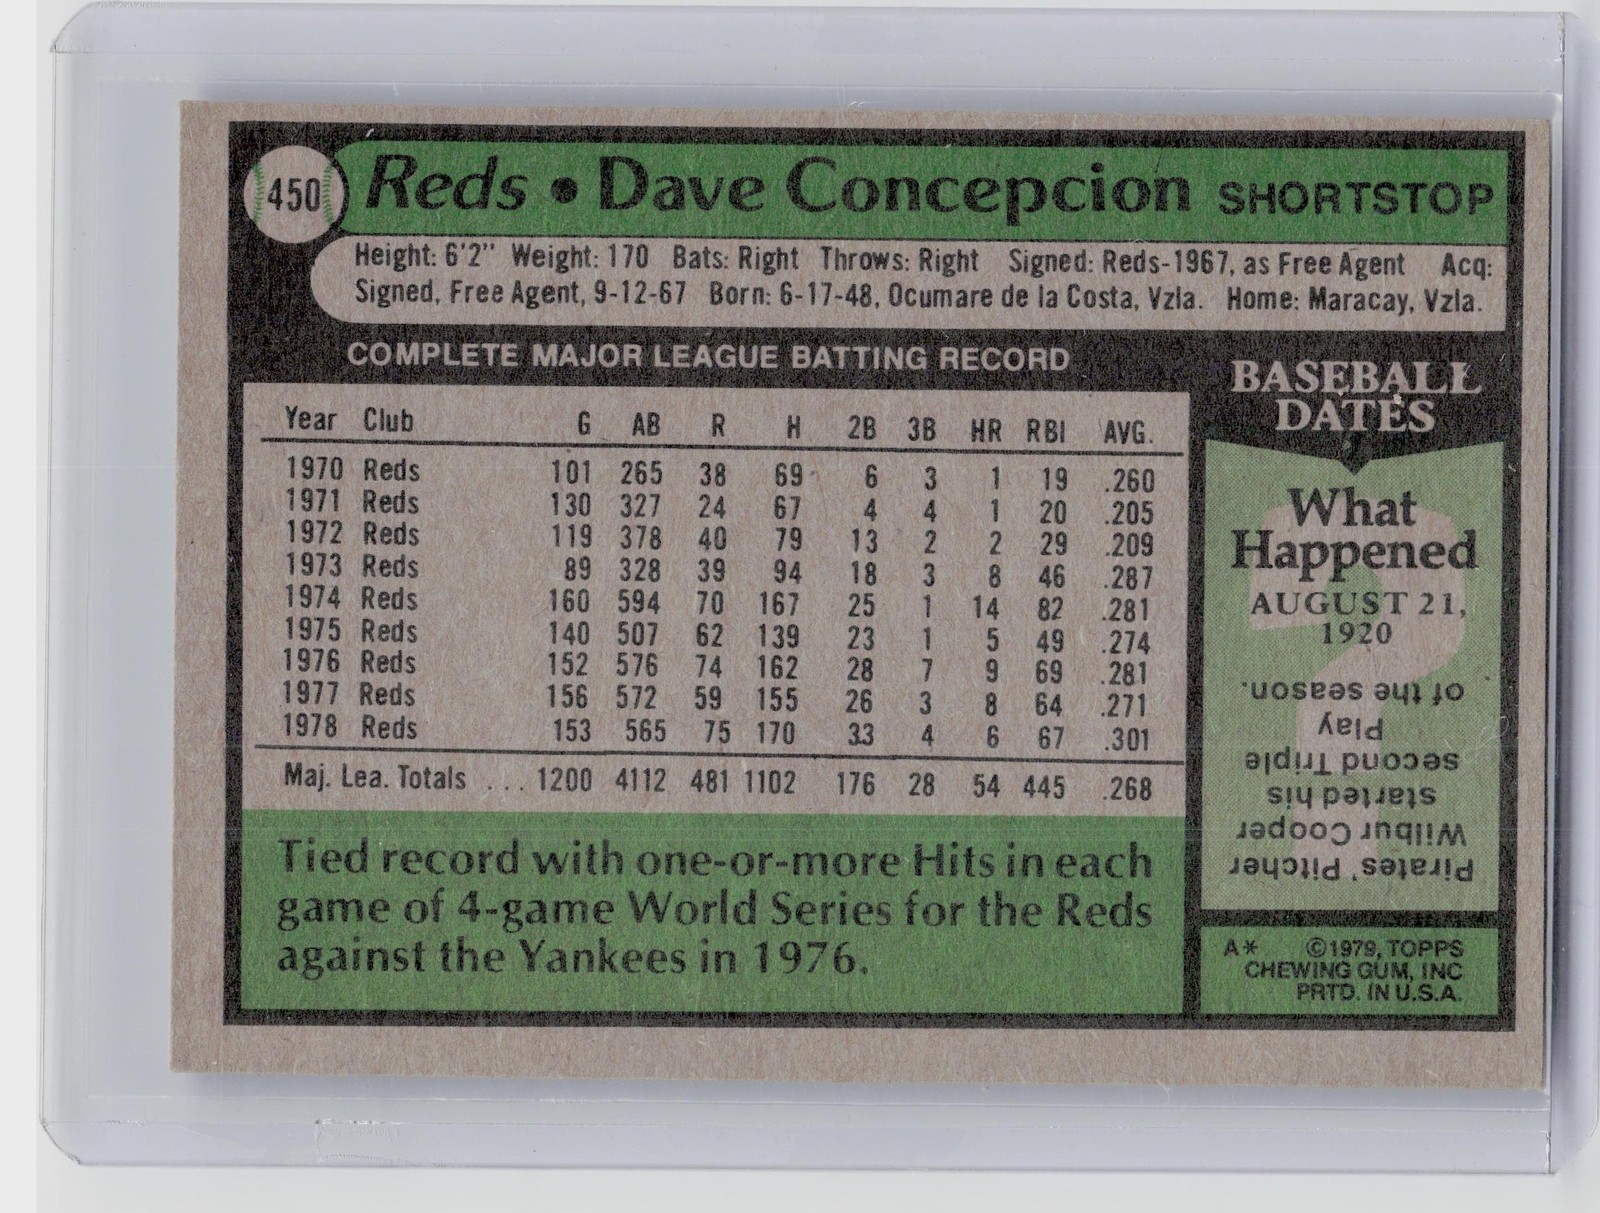 450 Reds • Dave Concepcion SHORTSTOP
Height: 6'2" Weight: 170 Bats: Right Throws: Right Signed: Reds-1967, as Free Agent Acq:
Signed, Free Agent, 9-12-67 Born: 6-17-48, Ocumare de la Costa, Vzla. Home: Maracay, Vzla.
COMPLETE MAJOR LEAGUE BATTING RECORD
Year Club G AB R H 2B 3B HR RBI AVG.
1970 Reds 101 265 38 69 6 3 1 19 .260
1971 Reds 130 327 24 67 4 4 1 20 .205
1972 Reds 119 378 40 79 13 2 2 29 .209
1973 Reds 89 328 39 94 18 3 8 46 .287
1974 Reds 160 594 70 167 25 1 14 82 .281
1975 Reds 140 507 62 139 23 1 5 49 .274
1976 Reds 152 576 74 162 28 7 9 69 .281
1977 Reds 156 572 59 155 26 3 8 64 .271
1978 Reds 153 565 75 170 33 4 6 67 .301
Maj. Lea. Totals ... 1200 4112 481 1102 176 28 54 445 .268
Tied record with one-or-more Hits in each
game of 4-game World Series for the Reds
against the Yankees in 1976.
BASEBALL
DATES
What
Happened
AUGUST 21,
1920
Pirates' Pitcher
Wilbur Cooper
started his
second Triple
Play
of the season.
A* ©1979, TOPPS
CHEWING GUM, INC
PRTD. IN U.S.A.